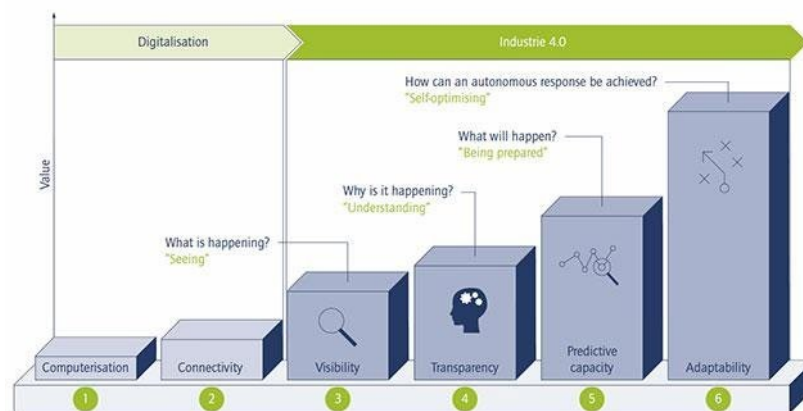 Digitalisation
Industrie 4.0
How can an autonomous response be achieved?
"Self-optimising"
What will happen?
"Being prepared"
Why is it happening?
"Understanding"
What is happening?
"Seeing"
Value
Computerisation
Connectivity
Visibility
Transparency
Predictive
capacity
Adaptability
1
2
3
4
5
6